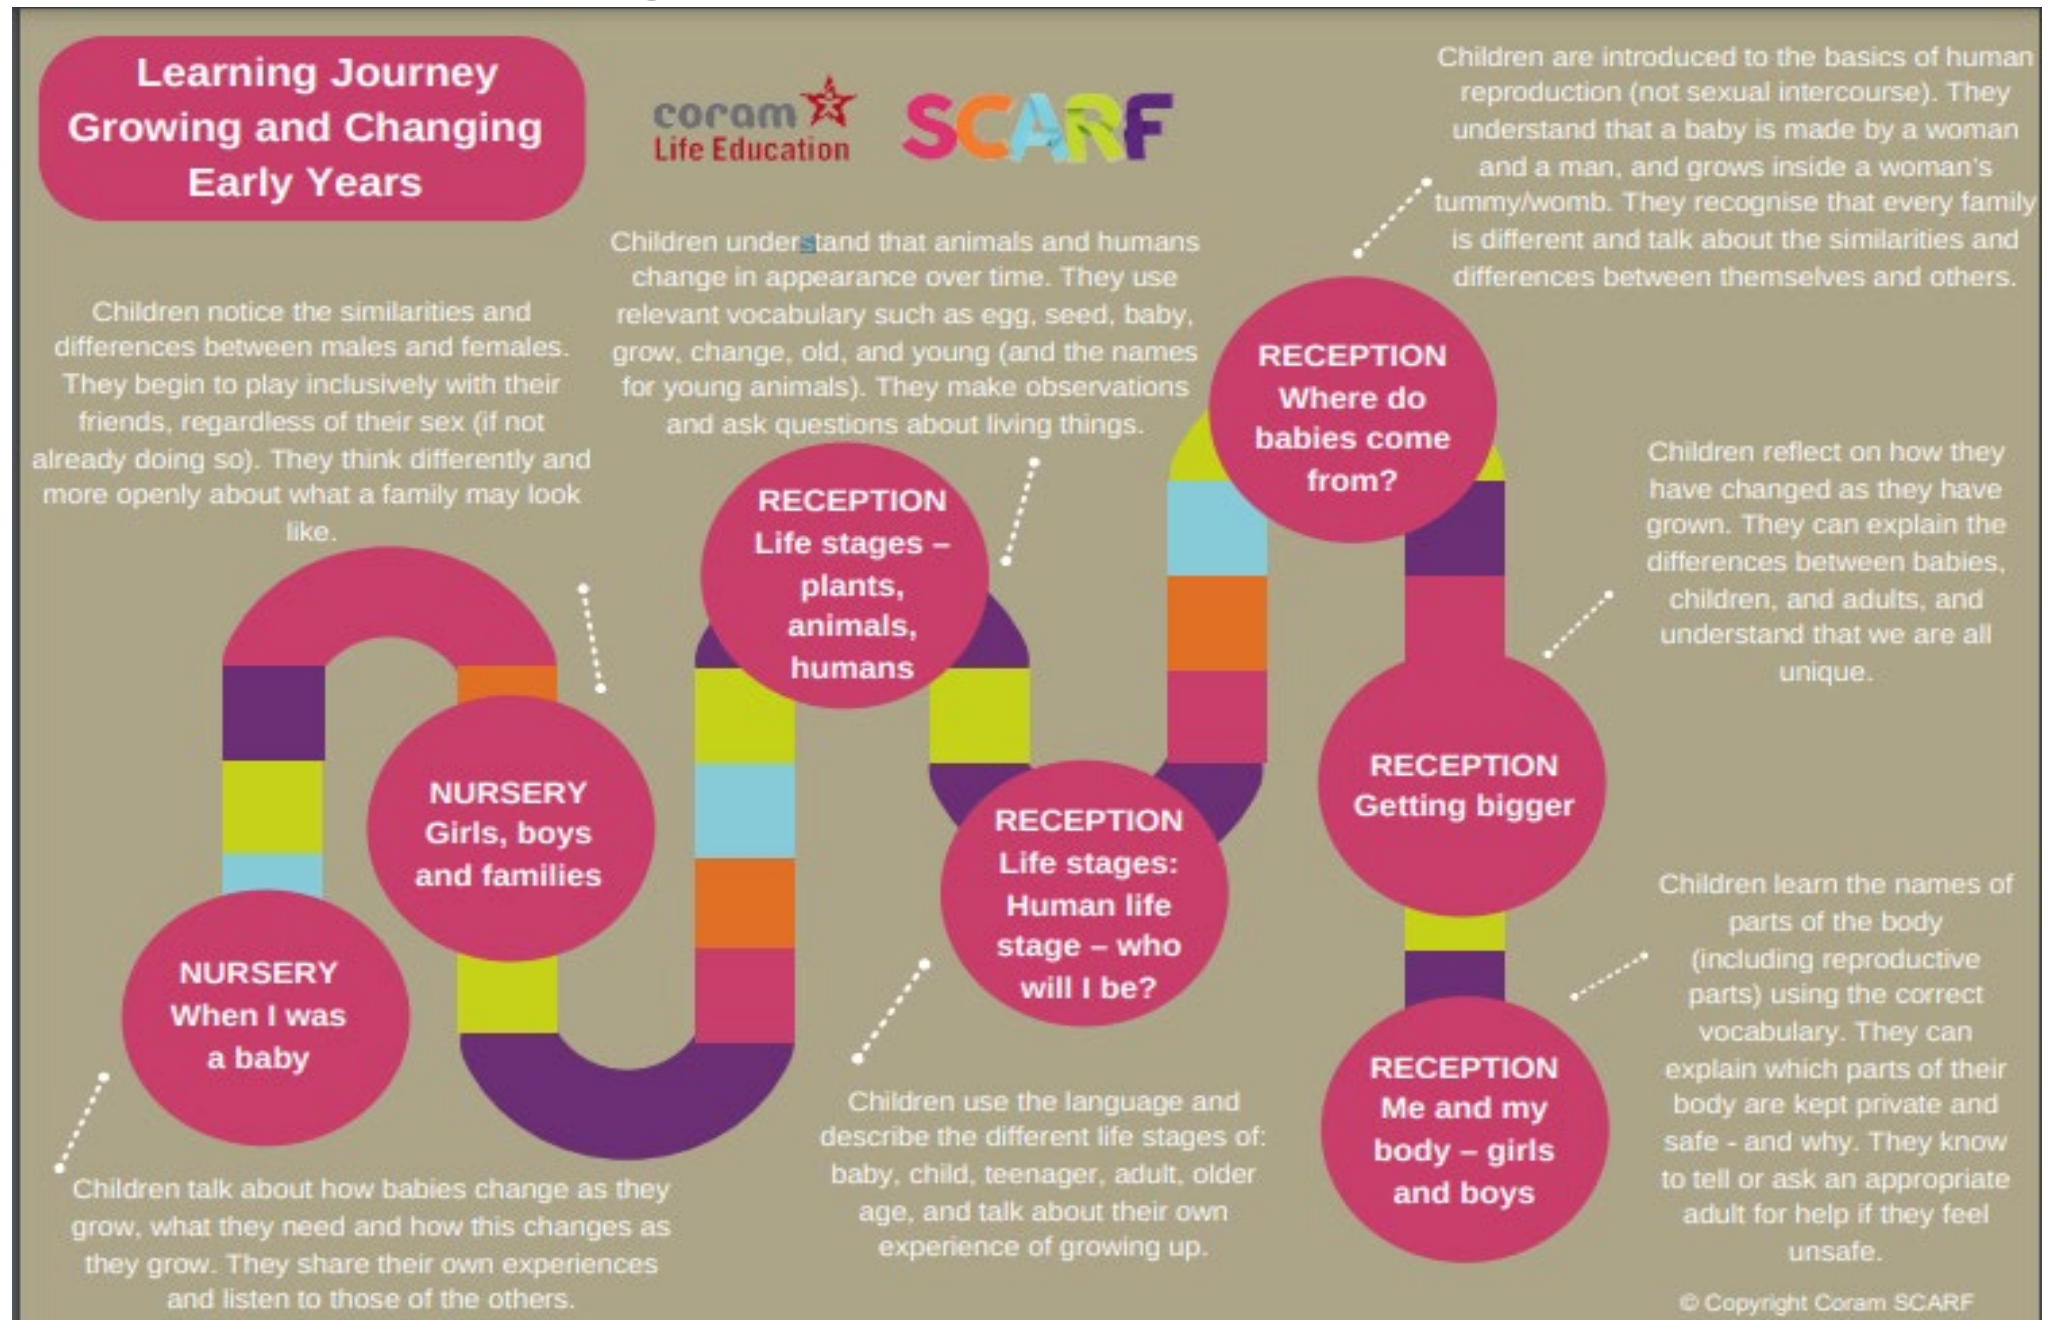 Learning Journey
Growing and Changing
Early Years
coram
Life Education
SCARF
Children talk about how babies change as they
grow, what they need and how this changes as
they grow. They share their own experiences
and listen to those of the others.
NURSERY
When I was
a baby
Children notice the similarities and
differences between males and females.
They begin to play inclusively with their
friends, regardless of their sex (if not
already doing so). They think differently and
more openly about what a family may look
like.
NURSERY
Girls, boys
and families
Children understand that animals and humans
change in appearance over time. They use
relevant vocabulary such as egg, seed, baby,
grow, change, old, and young (and the names
for young animals). They make observations
and ask questions about living things.
RECEPTION
Life stages –
plants,
animals,
humans
RECEPTION
Life stages:
Human life
stage – who
will I be?
Children use the language and
describe the different life stages of:
baby, child, teenager, adult, older
age, and talk about their own
experience of growing up.
Children are introduced to the basics of human
reproduction (not sexual intercourse). They
understand that a baby is made by a woman
and a man, and grows inside a woman's
tummy/womb. They recognise that every family
is different and talk about the similarities and
differences between themselves and others.
RECEPTION
Where do
babies come
from?
Children reflect on how they
have changed as they have
grown. They can explain the
differences between babies,
children, and adults, and
understand that we are all
unique.
RECEPTION
Getting bigger
Children learn the names of
parts of the body
(including reproductive
parts) using the correct
vocabulary. They can
explain which parts of their
body are kept private and
safe - and why. They know
to tell or ask an appropriate
adult for help if they feel
unsafe.
RECEPTION
Me and my
body – girls
and boys
© Copyright Coram SCARF